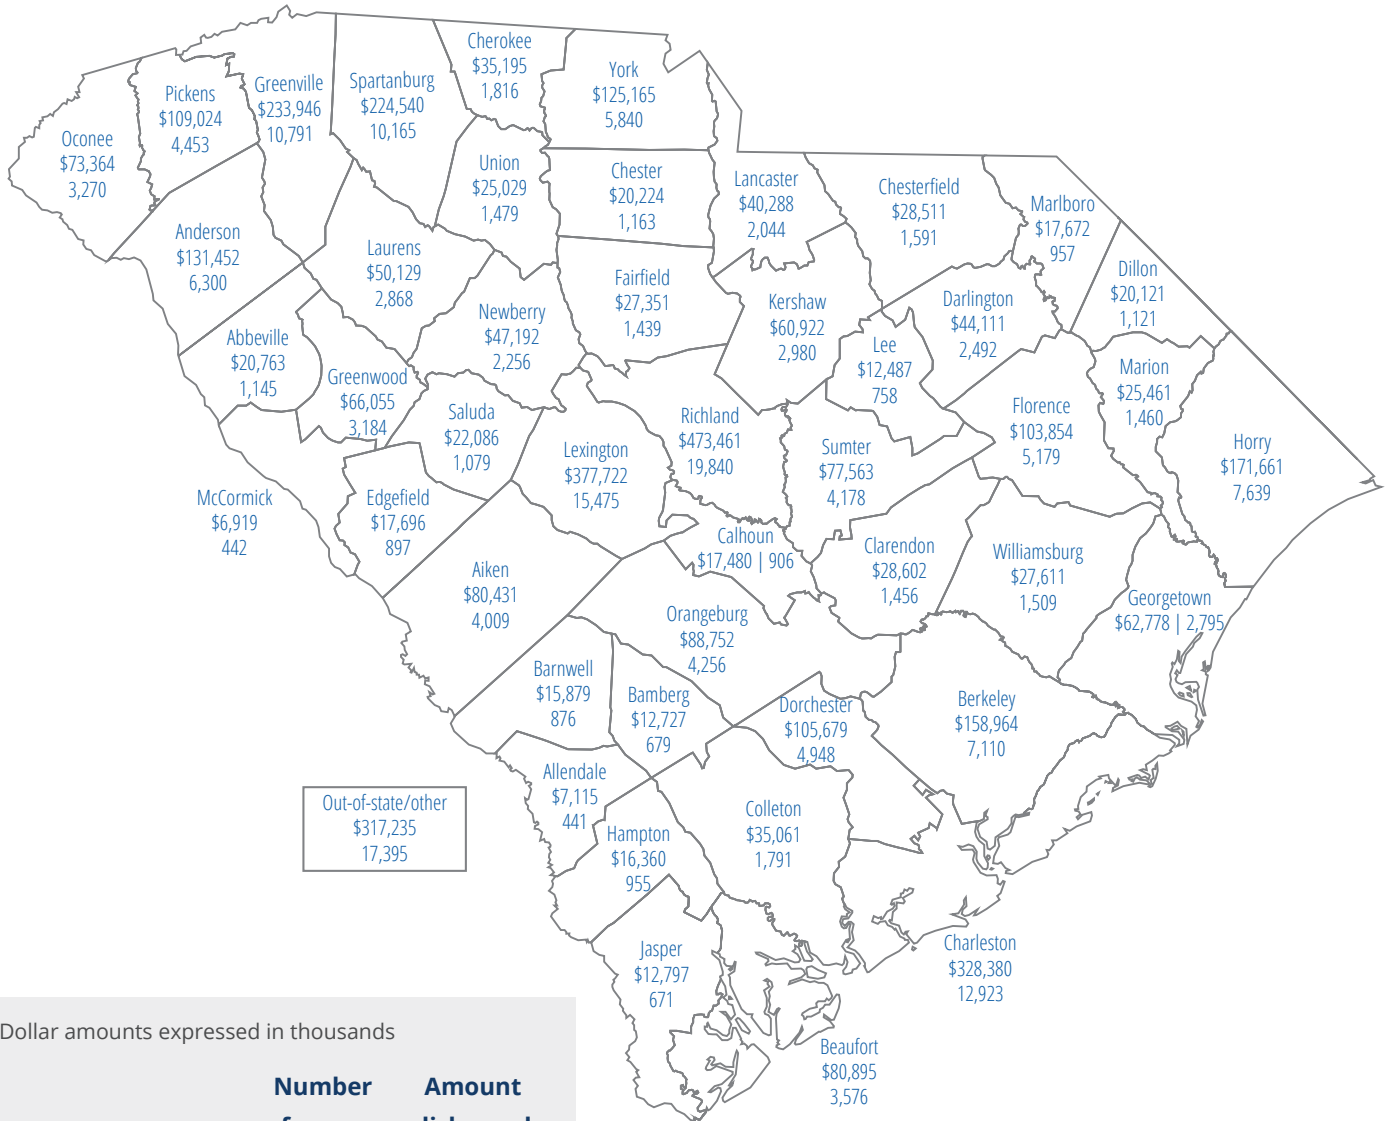 Cherokee
$35,195
1,816
York
$125,165
5,840
Greenville
$233,946
10,791
Spartanburg
$224,540
10,165
Pickens
$109,024
4,453
Oconee
$73,364
3,270
Union
$25,029
1,479
Chester
$20,224
1,163
Lancaster
$40,288
2,044
Chesterfield
$28,511
1,591
Marlboro
$17,672
957
Anderson
$131,452
6,300
Laurens
$50,129
2,868
Fairfield
$27,351
1,439
Dillon
$20,121
1,121
Newberry
$47,192
2,256
Kershaw
$60,922
2,980
Darlington
$44,111
2,492
Abbeville
$20,763
1,145
Lee
$12,487
758
Marion
$25,461
1,460
Greenwood
$66,055
3,184
Saluda
$22,086
1,079
Richland
$473,461
19,840
Florence
$103,854
5,179
Lexington
$377,722
15,475
Sumter
$77,563
4,178
Horry
$171,661
7,639
McCormick
$6,919
442
Edgefield
$17,696
897
Calhoun
$17,480 | 906
Clarendon
$28,602
1,456
Williamsburg
$27,611
1,509
Aiken
$80,431
4,009
Georgetown
$62,778 | 2,795
Orangeburg
$88,752
4,256
Barnwell
$15,879
876
Bamberg
$12,727
679
Dorchester
$105,679
4,948
Berkeley
$158,964
7,110
Allendale
$7,115
441
Out-of-state/other
$317,235
17,395
Colleton
$35,061
1,791
Hampton
$16,360
955
Jasper
$12,797
671
Charleston
$328,380
12,923
Beaufort
$80,895
3,576
Dollar amounts expressed in thousands
Number Amount